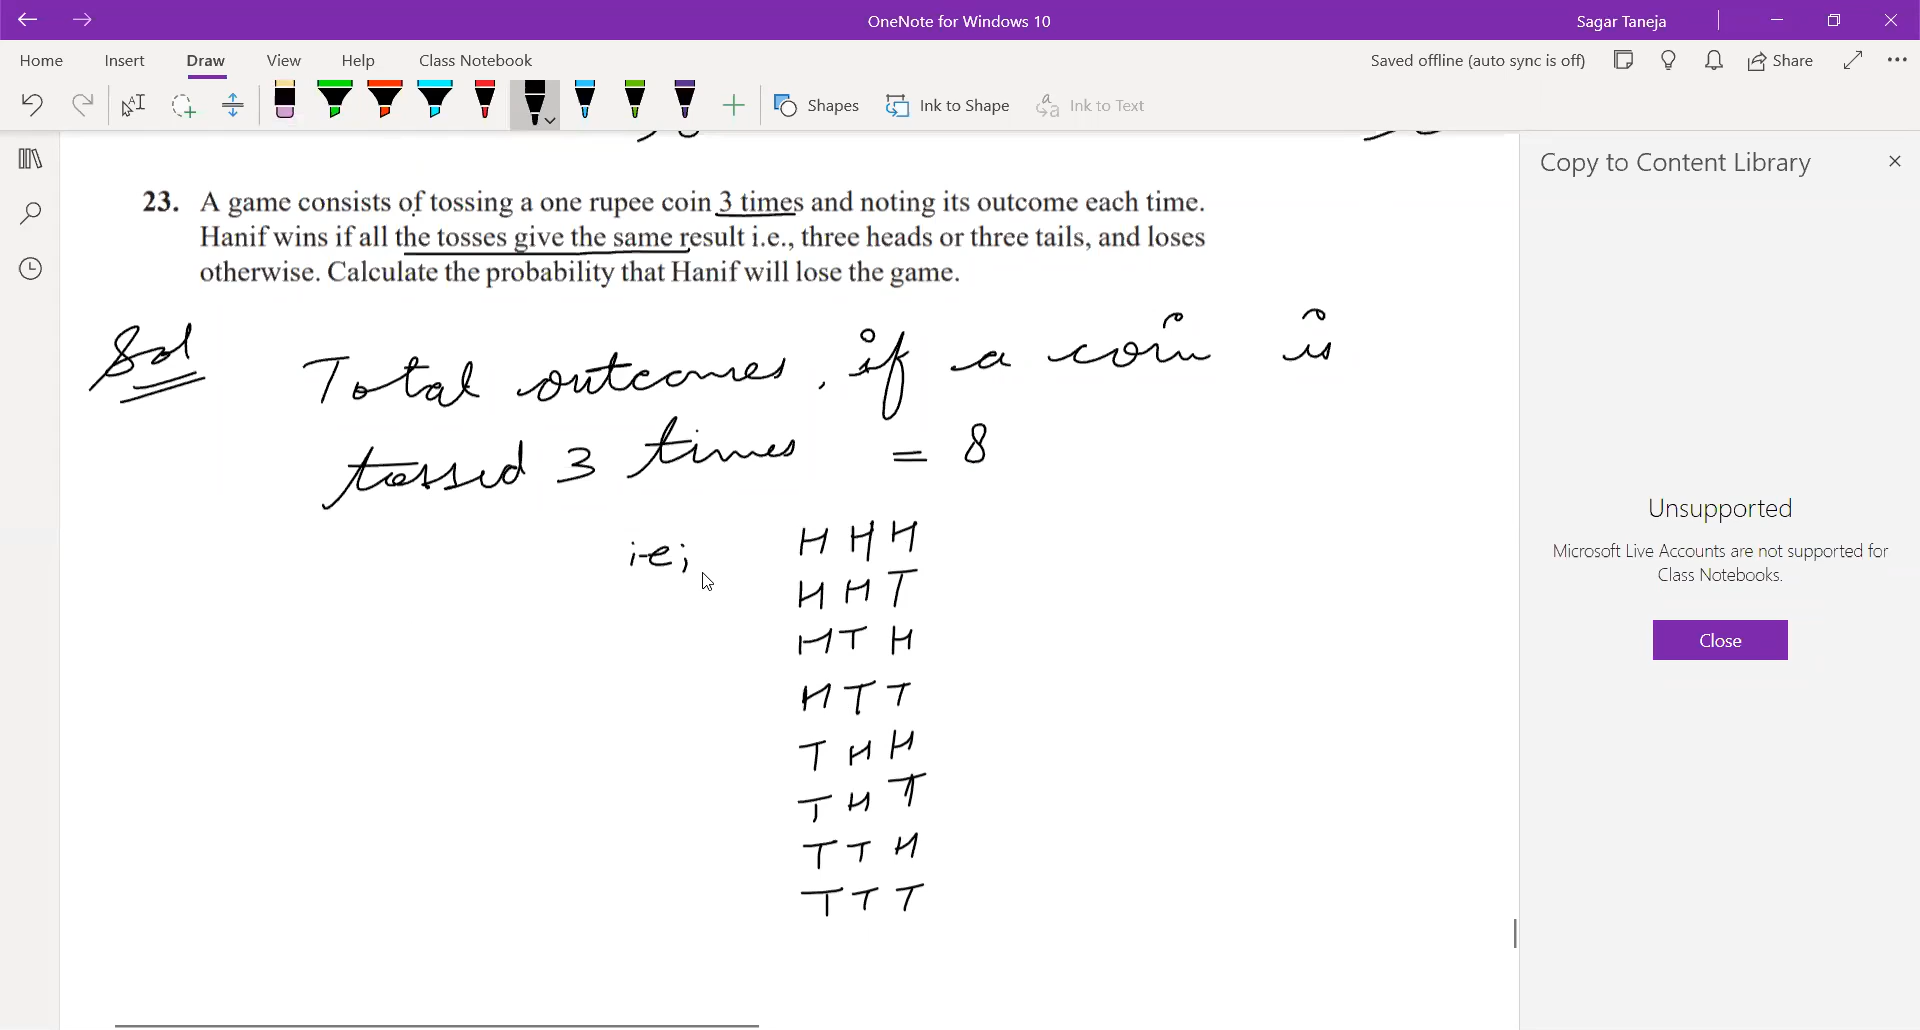 OneNote for Windows 10
Sagar Taneja
Home Insert Draw View Help Class Notebook
Saved offline (auto sync is off) Share
Shapes Ink to Shape Ink to Text
Copy to Content Library
23. A game consists of tossing a one rupee coin 3 times and noting its outcome each time.
Hanif wins if all the tosses give the same result i.e., three heads or three tails, and loses
otherwise. Calculate the probability that Hanif will lose the game.
Sol Total outcomes, if a coin is
tossed 3 times = 8
i.e; H H H
H H T
H T H
H T T
T H H
T H T
T T H
T T T
Unsupported
Microsoft Live Accounts are not supported for
Class Notebooks.
Close